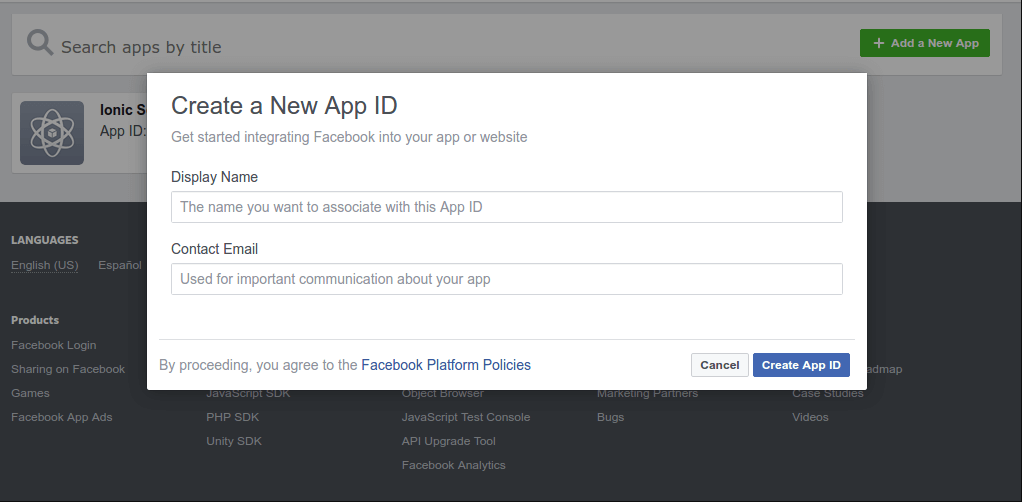 Search apps by title
+ Add a New App
Ionic S
App ID:
Create a New App ID
Get started integrating Facebook into your app or website
Display Name
The name you want to associate with this App ID
Contact Email
Used for important communication about your app
By proceeding, you agree to the Facebook Platform Policies
Cancel
Create App ID
LANGUAGES
English (US) Español
Products
Facebook Login
Sharing on Facebook
Games
Facebook App Ads
JavaScript SDK
PHP SDK
Unity SDK
Object Browser
JavaScript Test Console
API Upgrade Tool
Facebook Analytics
Marketing Partners
Bugs
admap
Case Studies
Videos